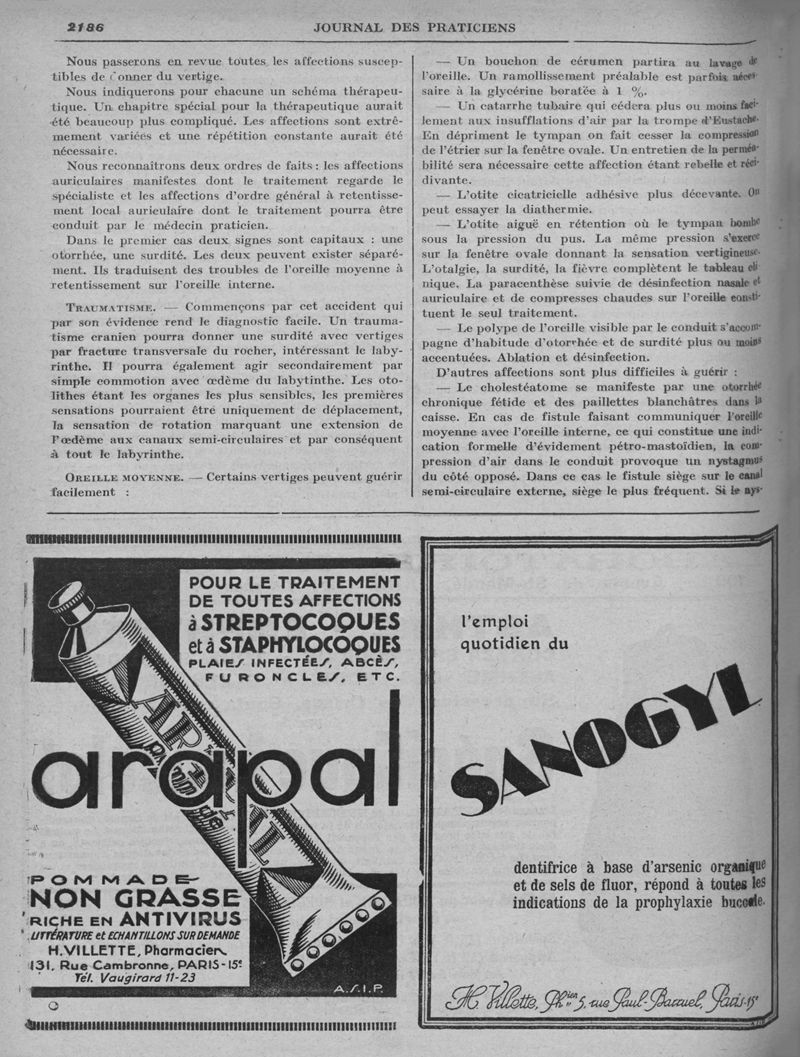 2186
JOURNAL DES PRATICIENS
Nous passerons en revue toutes les affections suscep-
tibles de donner du vertige.
Nous indiquerons pour chacune un schéma thérapeu-
tique. Un chapitre spécial pour la thérapeutique aurait
été beaucoup plus compliqué. Les affections sont extrê-
mement variées et une répétition constante aurait été
nécessaire.
Nous reconnaîtrons deux ordres de faits : les affections
auriculaires manifestes dont le traitement regarde le
spécialiste et les affections d'ordre général à retentisse-
ment local auriculaire dont le traitement pourra être
conduit par le médecin praticien.
Dans le premier cas deux signes sont capitaux : une
otorrhée, une surdité. Les deux peuvent exister séparé-
ment. Ils traduisent des troubles de l'oreille moyenne à
retentissement sur l'oreille interne.
TRAUMATISME. — Commençons par cet accident qui
par son évidence rend le diagnostic facile. Un trauma-
tisme cranien pourra donner une surdité avec vertiges
par fracture transversale du rocher, intéressant le laby-
rinthe. Il pourra également agir secondairement par
simple commotion avec œdème du labytinthe. Les oto-
lithes étant les organes les plus sensibles, les premières
sensations pourraient être uniquement de déplacement,
la sensation de rotation marquant une extension de
l'œdème aux canaux semi-circulaires et par conséquent
à tout le labyrinthe.
OREILLE MOYENNE. — Certains vertiges peuvent guérir
facilement :
— Un bouchon de cérumen partira au lavage de
l'oreille. Un ramollissement préalable est parfois néces-
saire à la glycérine boratée à 1 %.
— Un catarrhe tubaire qui cédera plus ou moins faci-
lement aux insufflations d'air par la trompe d'Eustache.
En dépriment le tympan on fait cesser la compression
de l'étrier sur la fenêtre ovale. Un entretien de la perméa-
bilité sera nécessaire cette affection étant rebelle et réci-
divante.
— L'otite cicatricielle adhésive plus décevante. On
peut essayer la diathermie.
— L'otite aiguë en rétention où le tympan bombe
sous la pression du pus. La même pression s'exerce
sur la fenêtre ovale donnant la sensation vertigineuse.
L'otalgie, la surdité, la fièvre complètent le tableau cli-
nique. La paracenthèse suivie de désinfection nasale et
auriculaire et de compresses chaudes sur l'oreille consti-
tuent le seul traitement.
— Le polype de l'oreille visible par le conduit s'accom-
pagne d'habitude d'otorrhée et de surdité plus ou moins
accentuées. Ablation et désinfection.
D'autres affections sont plus difficiles à guérir :
— Le cholestéatome se manifeste par une otorrhée
chronique fétide et des paillettes blanchâtres dans la
caisse. En cas de fistule faisant communiquer l'oreille
moyenne avec l'oreille interne, ce qui constitue une indi-
cation formelle d'évidement pétro-mastoïdien, la com-
pression d'air dans le conduit provoque un nystagmus
du côté opposé. Dans ce cas le fistule siège sur le canal
semi-circulaire externe, siège le plus fréquent. Si le nys-
POUR LE TRAITEMENT
DE TOUTES AFFECTIONS
à STREPTOCOQUES
et à STAPHYLOCOQUES
PLAIES INFECTÉES, ABCÈS,
FURONCLES, ETC.
arapal
POMMADE
NON GRASSE
RICHE EN ANTIVIRUS
LITTÉRATURE et ECHANTILLONS SUR DEMANDE
H. VILLETTE, Pharmacien
131, Rue Cambronne, PARIS-15e
Tél. Vaugirard 11-23
A.S.I.P.
l'emploi
quotidien du
SANOGYL
dentifrice à base d'arsenic organique
et de sels de fluor, répond à toutes les
indications de la prophylaxie buccale.
H. Villette, Phien 5, rue Paul-Barruel, Paris-15e